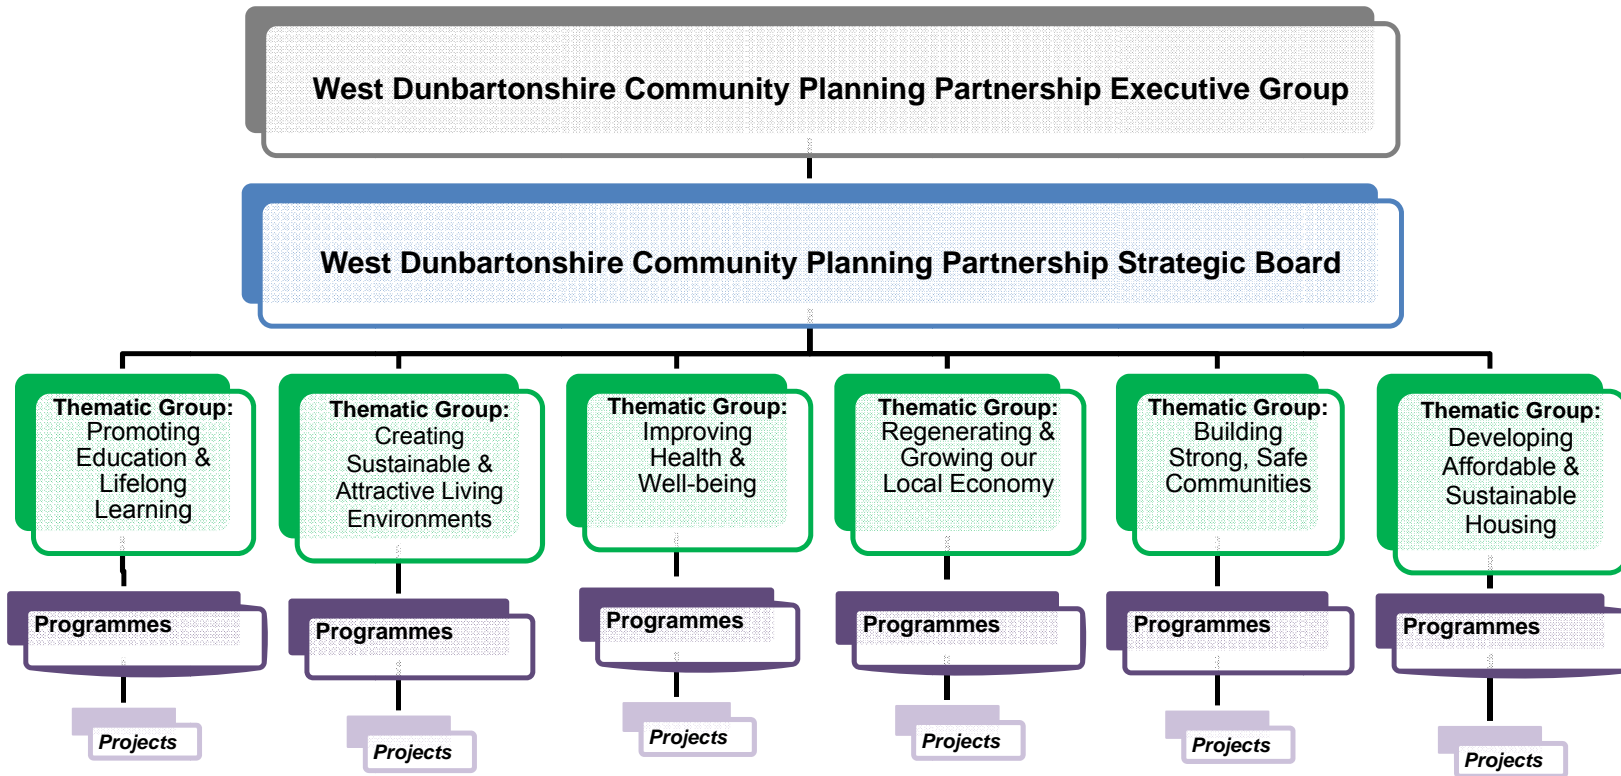 West Dunbartonshire Community Planning Partnership Executive Group
West Dunbartonshire Community Planning Partnership Strategic Board
Thematic Group:
Promoting
Education &
Lifelong
Learning
Thematic Group:
Creating
Sustainable &
Attractive Living
Environments
Thematic Group:
Improving
Health &
Well-being
Thematic Group:
Regenerating &
Growing our
Local Economy
Thematic Group:
Building
Strong, Safe
Communities
Thematic Group:
Developing
Affordable &
Sustainable
Housing
Programmes
Programmes
Programmes
Programmes
Programmes
Programmes
Projects
Projects
Projects
Projects
Projects
Projects